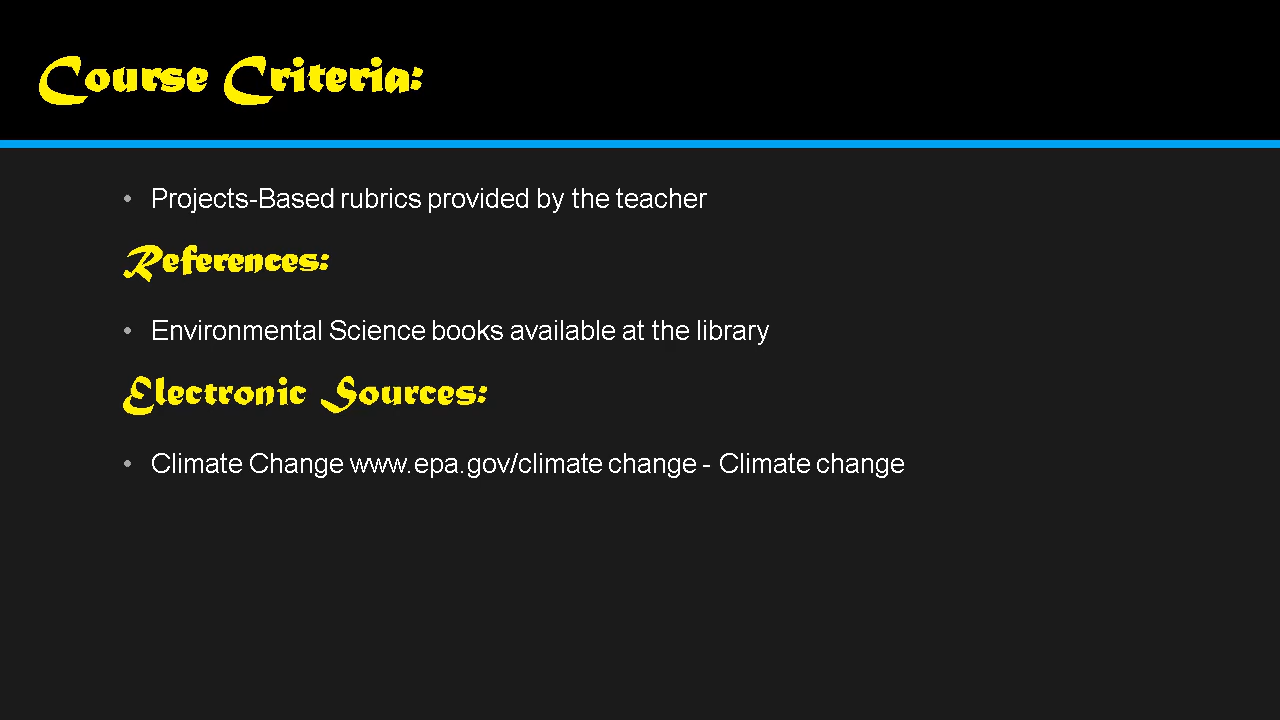 Course Criteria:
• Projects-Based rubrics provided by the teacher
References:
• Environmental Science books available at the library
Electronic Sources:
• Climate Change www.epa.gov/climate change - Climate change